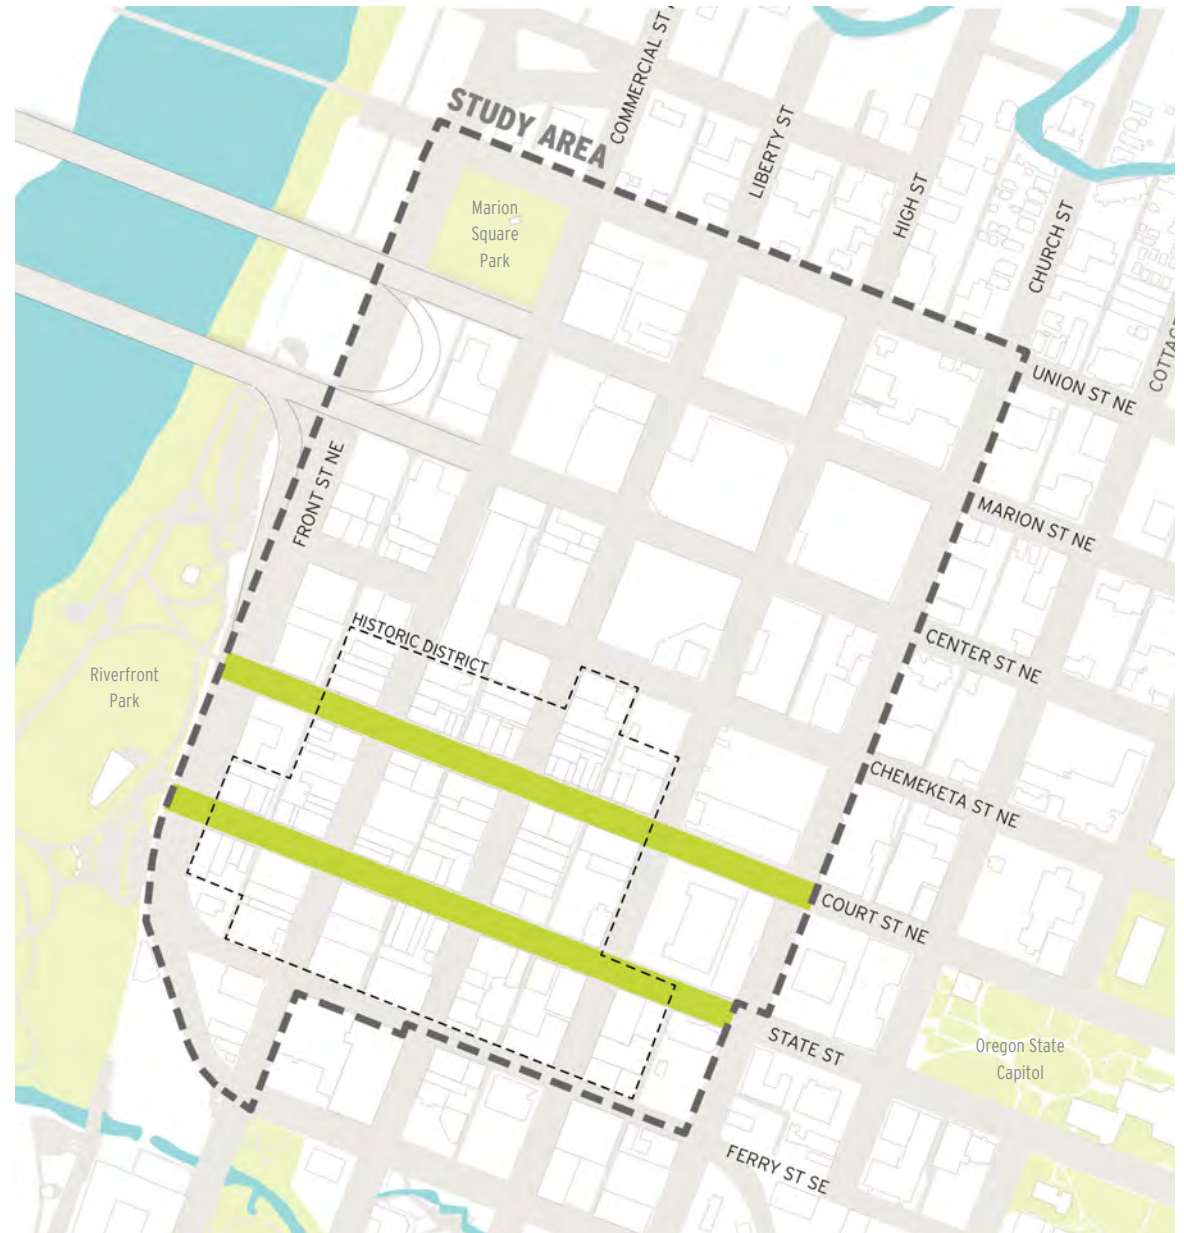 STUDY AREA
COMMERCIAL ST
LIBERTY ST
HIGH ST
CHURCH ST
Marion
Square
Park
UNION ST NE
FRONT ST NE
MARION ST NE
HISTORIC DISTRICT
CENTER ST NE
Riverfront
Park
CHEMEKETA ST NE
COURT ST NE
STATE ST
Oregon State
Capitol
FERRY ST SE